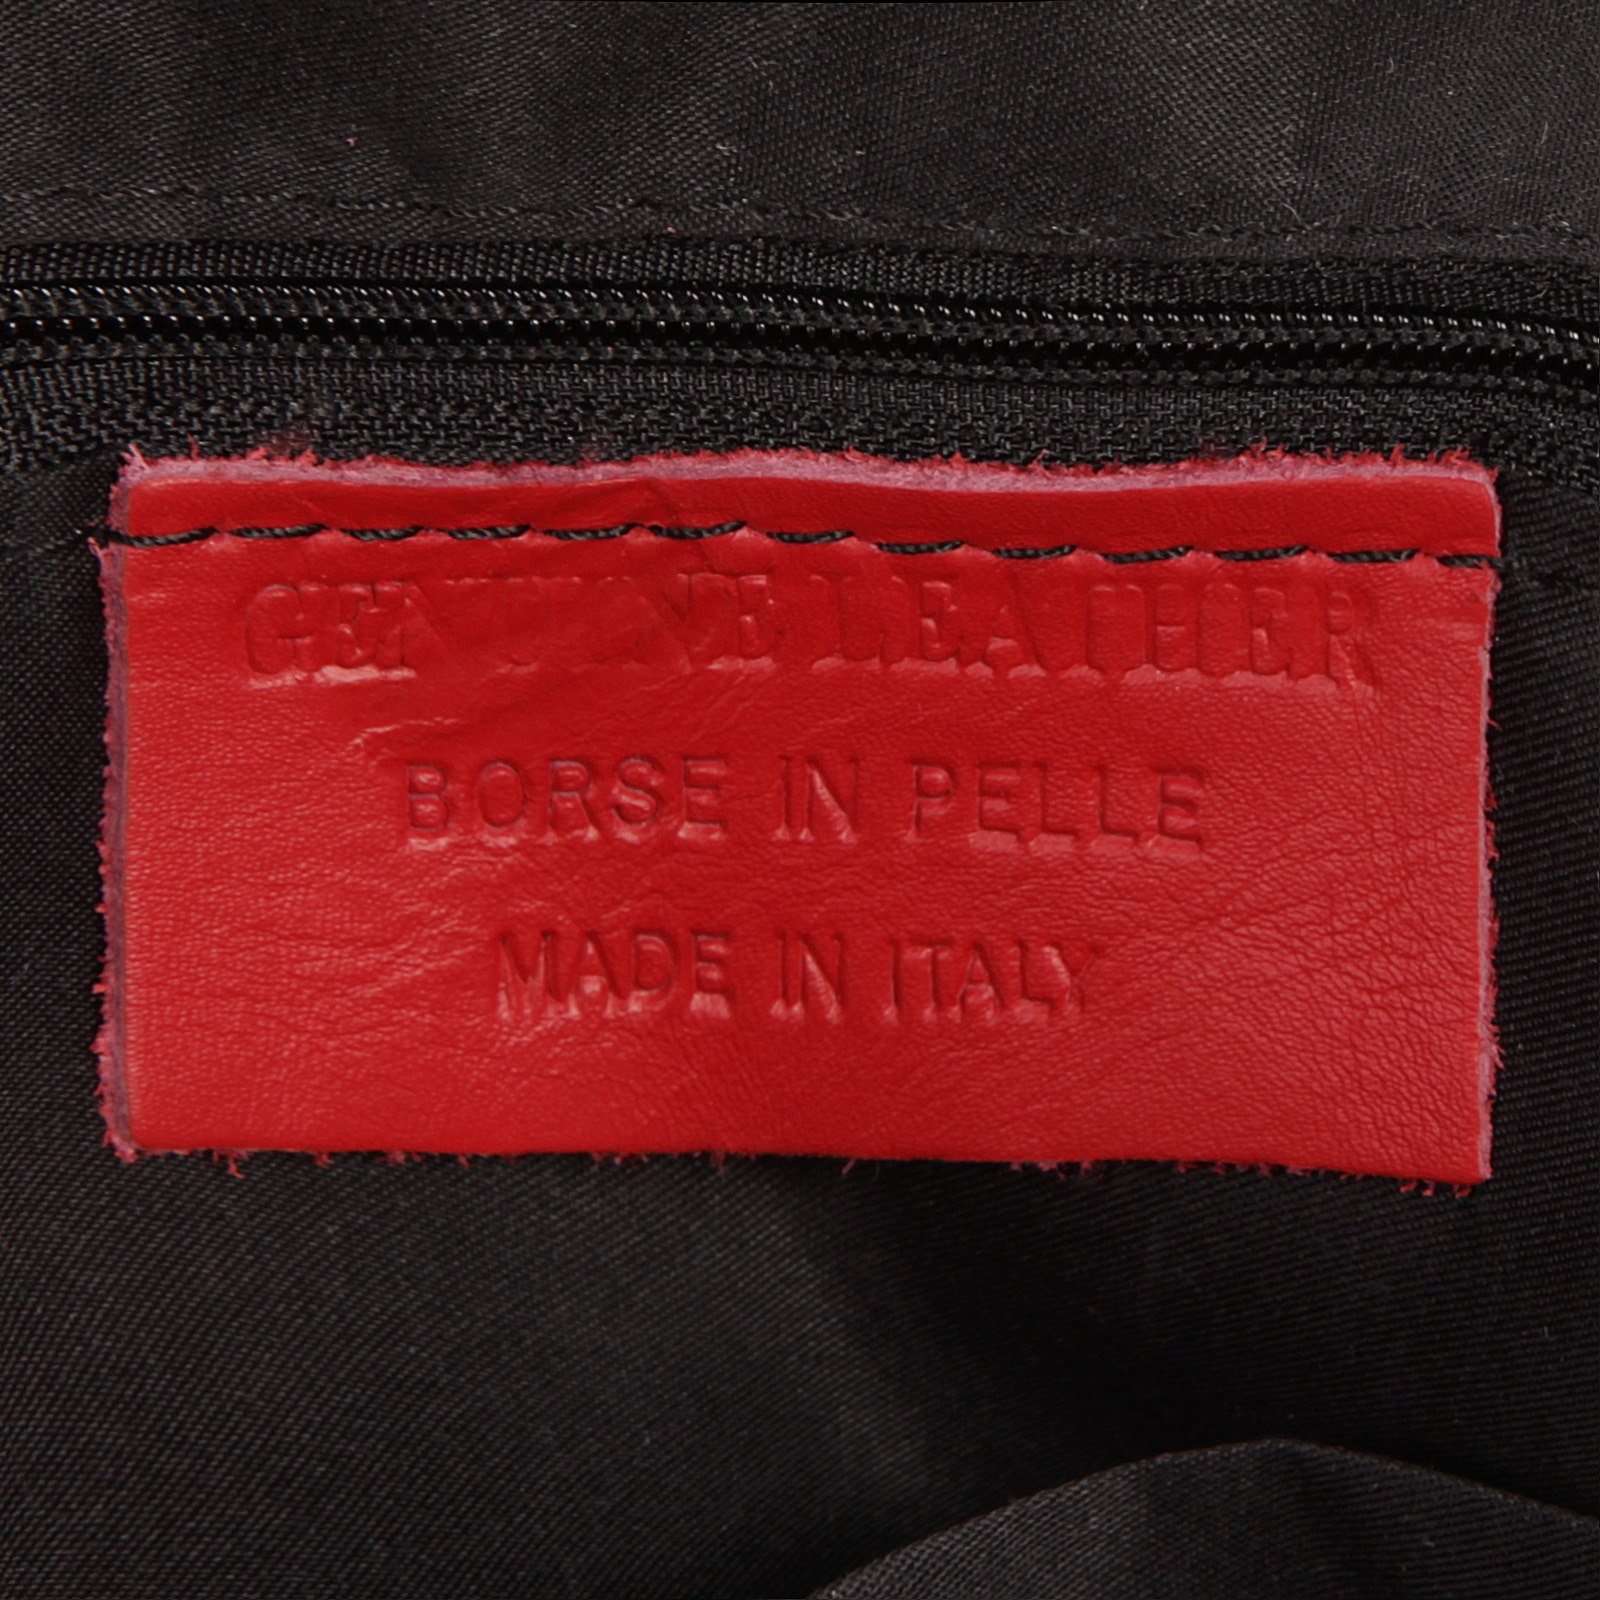 GENUINE LEATHER
BORSE IN PELLE
MADE IN ITALY